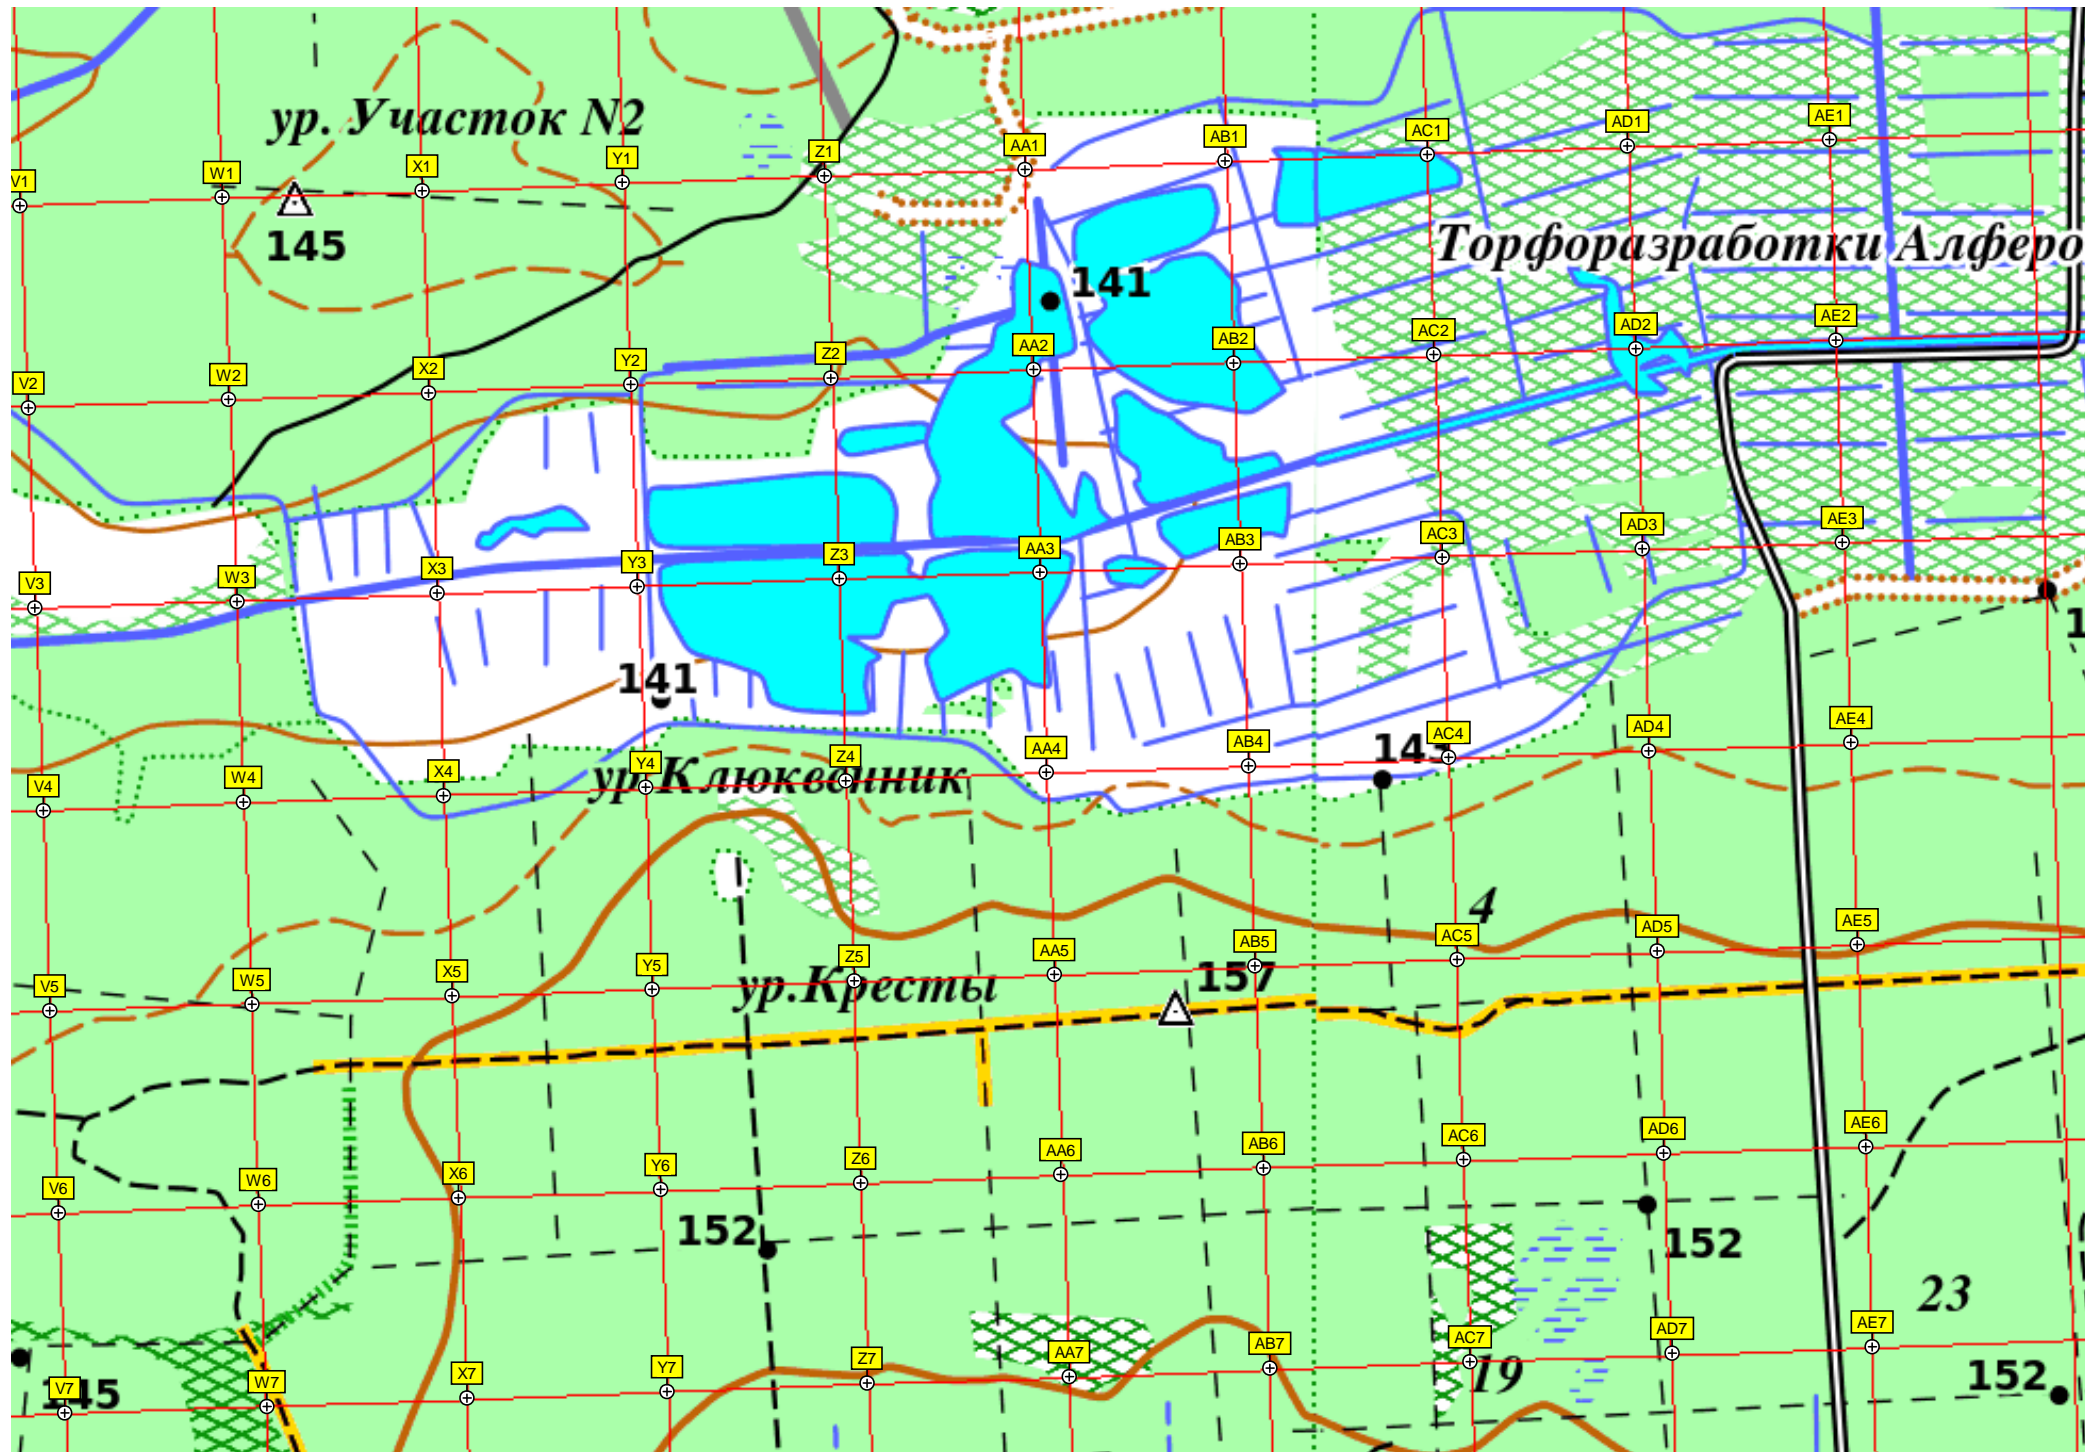 ур. Участок N2
V1 W1 X1 Y1 Z1 AA1 AB1 AC1 AD1 AE1
145
141
Торфоразработки Алферо
V2 W2 X2 Y2 Z2 AA2 AB2 AC2 AD2 AE2
V3 W3 X3 Y3 Z3 AA3 AB3 AC3 AD3 AE3
1
141
V4 W4 X4 Y4 Z4 AA4 AB4 AC4 AD4 AE4
143
ур.Клюквенник
4
V5 W5 X5 Y5 Z5 AA5 AB5 AC5 AD5 AE5
ур.Кресты
157
V6 W6 X6 Y6 Z6 AA6 AB6 AC6 AD6 AE6
152
152
23
V7 W7 X7 Y7 Z7 AA7 AB7 AC7 AD7 AE7
145
19
152